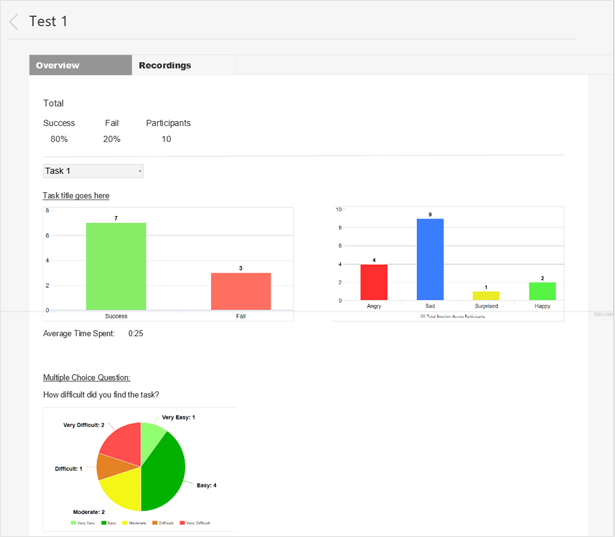 Test 1
Overview Recordings
Total
Success Fail Participants
80% 20% 10
Task 1
Task title goes here
8
6
4
2
0
7
3
Success Fail
10
8
6
4
2
0
4
9
1
2
Angry Sad Surprised Happy
Average Time Spent: 0:25
Multiple Choice Question:
How difficult did you find the task?
Very Easy: 1
Very Difficult: 2
Difficult: 1
Easy: 4
Moderate: 2
Very Easy Easy Moderate Difficult Very Difficult